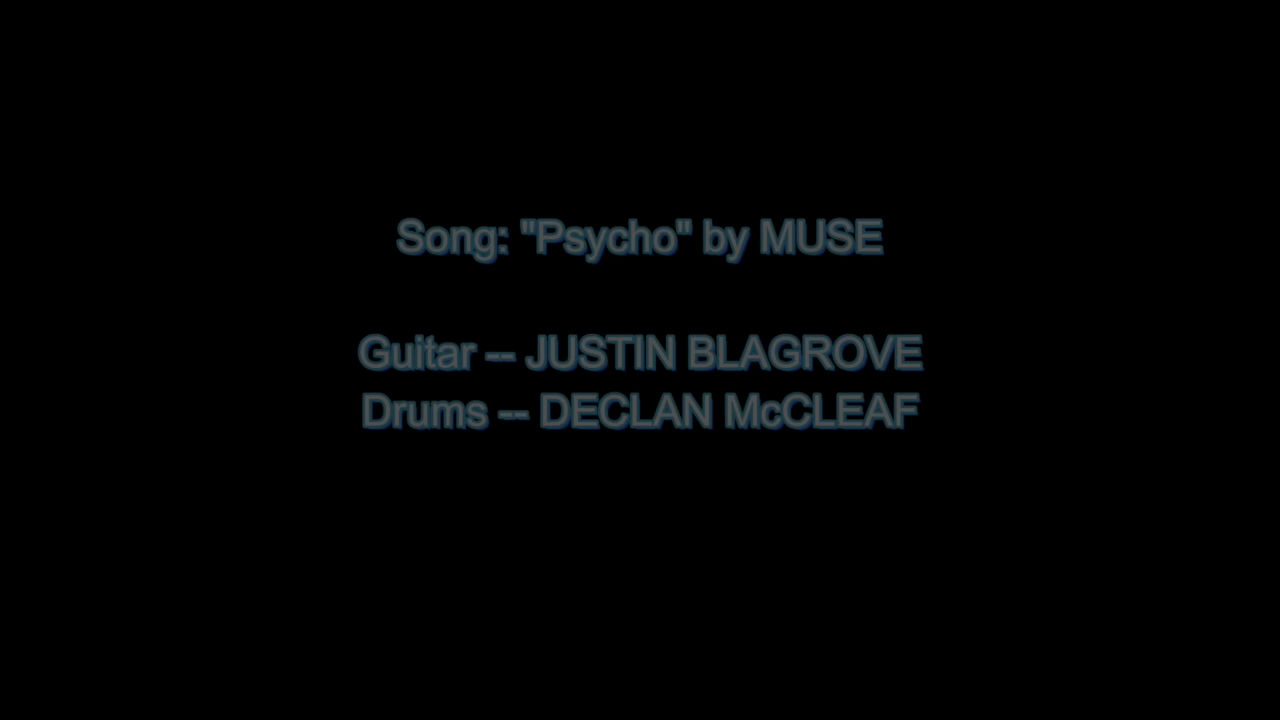 Song: "Psycho" by MUSE
Guitar -- JUSTIN BLAGROVE
Drums -- DECLAN McCLEAF